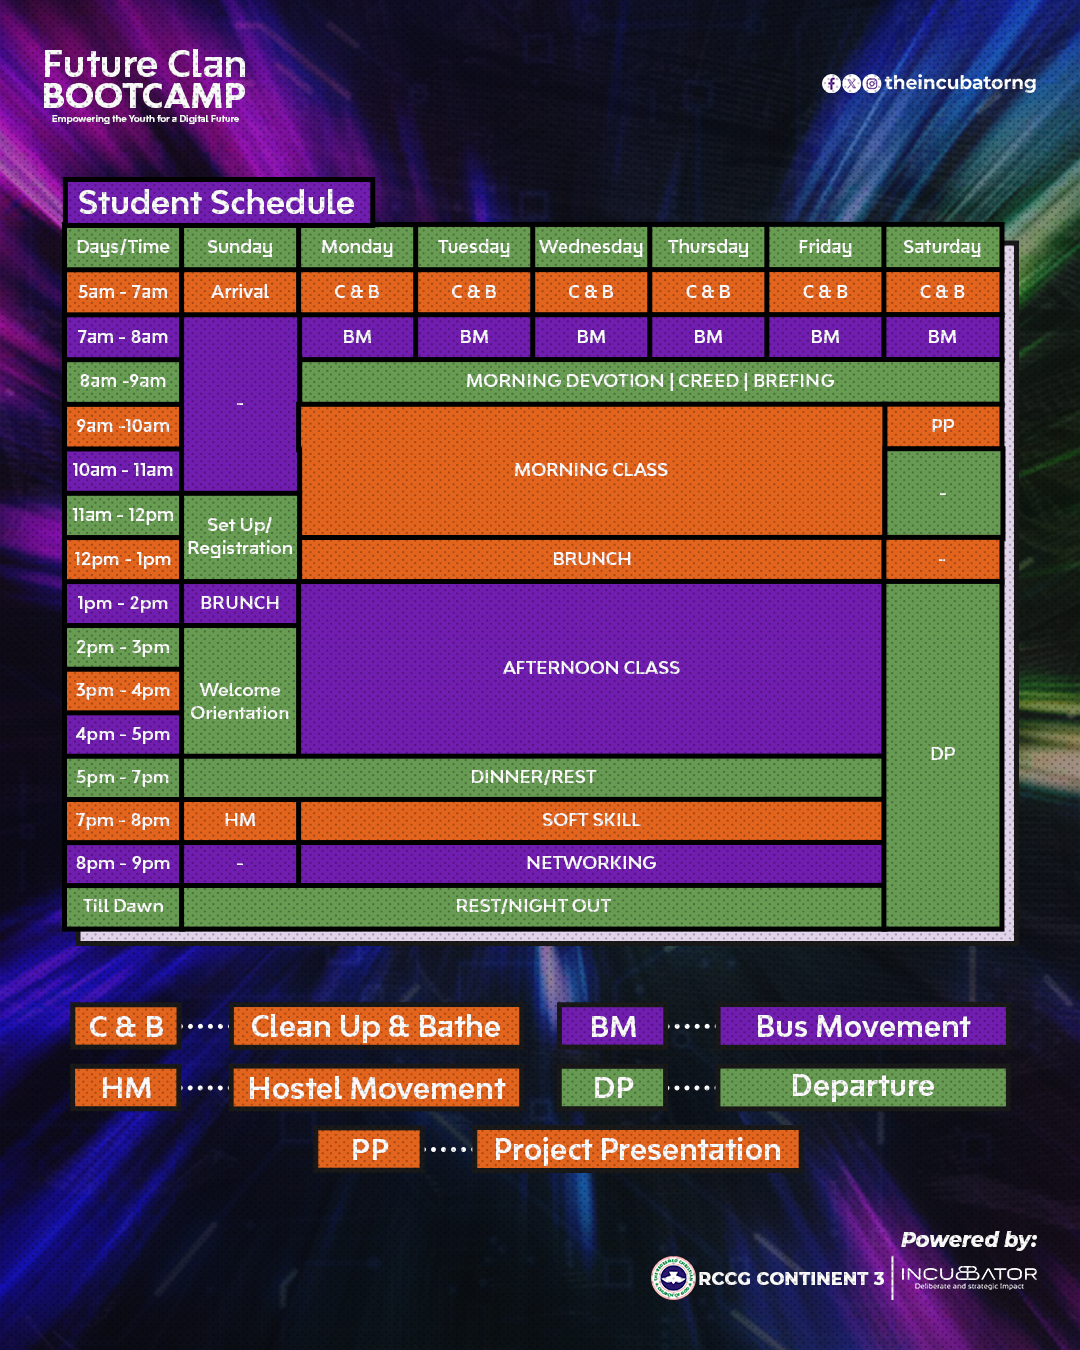 Future Clan
BOOTCAMP
Empowering the Youth for a Digital Future
theincubatorng
Student Schedule
Days/Time Sunday Monday Tuesday Wednesday Thursday Friday Saturday
5am - 7am Arrival C & B C & B C & B C & B C & B C & B
7am - 8am BM BM BM BM BM BM
8am -9am MORNING DEVOTION | CREED | BREFING
-
9am -10am PP
10am - 11am MORNING CLASS
-
11am - 12pm Set Up/
Registration
12pm - 1pm BRUNCH -
1pm - 2pm BRUNCH
2pm - 3pm AFTERNOON CLASS
3pm - 4pm Welcome
Orientation
4pm - 5pm
DP
5pm - 7pm DINNER/REST
7pm - 8pm HM SOFT SKILL
8pm - 9pm - NETWORKING
Till Dawn REST/NIGHT OUT
C & B Clean Up & Bathe BM Bus Movement
HM Hostel Movement DP Departure
PP Project Presentation
Powered by:
RCCG CONTINENT 3 INCUBATOR
Deliberate and strategic Impact